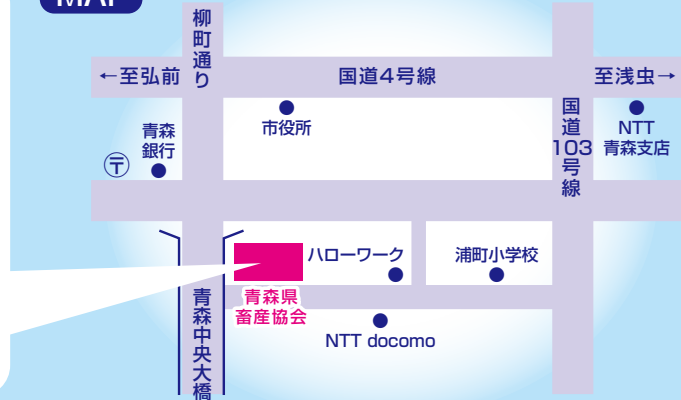 MAP
柳町通り
←至弘前
国道4号線
至浅虫→
市役所
国道103号線
NTT
青森支店
青森
銀行
〒
ハローワーク
浦町小学校
青森県
畜産協会
青森中央大橋
NTT docomo